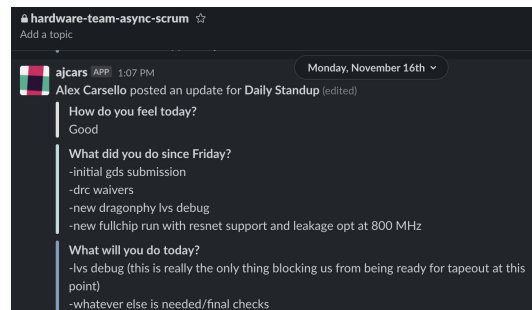 hardware-team-async-scrum
Add a topic
Monday, November 16th
ajcars APP 1:07 PM
Alex Carsello posted an update for Daily Standup (edited)
How do you feel today?
Good
What did you do since Friday?
-initial gds submission
-drc waivers
-new dragonphy lvs debug
-new fullchip run with resnet support and leakage opt at 800 MHz
What will you do today?
-lvs debug (this is really the only thing blocking us from being ready for tapeout at this
point)
-whatever else is needed/final checks